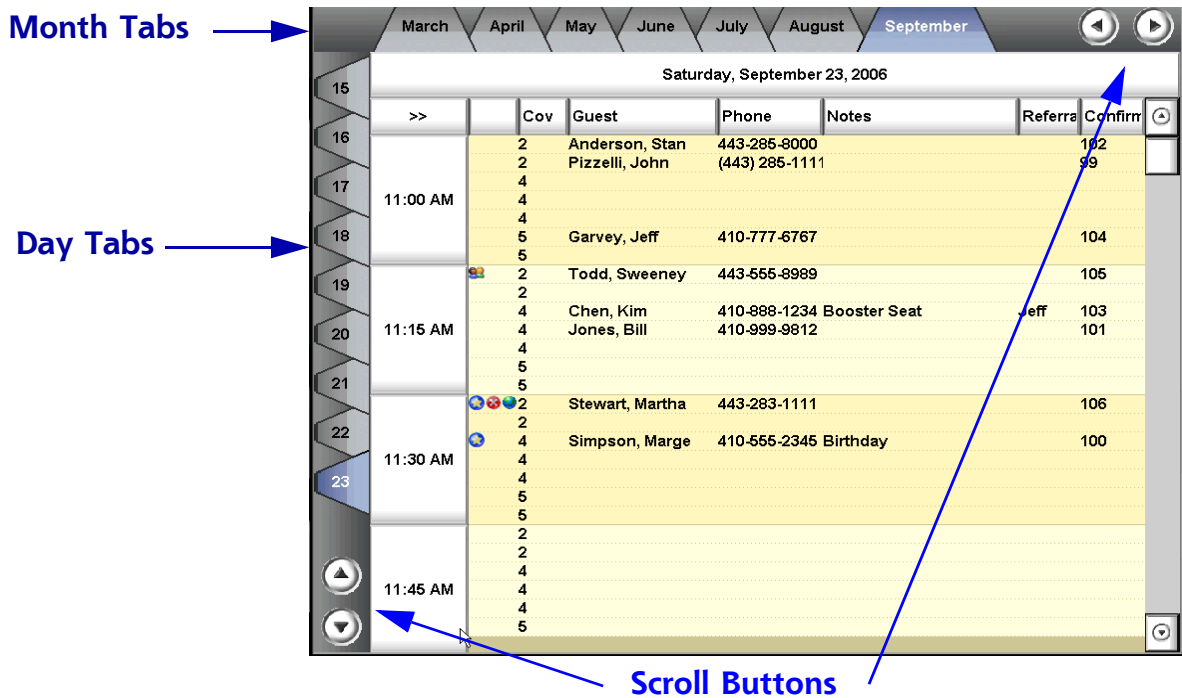 Month Tabs
March April May June July August September
Saturday, September 23, 2006
>> Cov Guest Phone Notes Referra Confirm
15
16
17
18
19
20
21
22
23
Day Tabs
11:00 AM
2 Anderson, Stan 443-285-8000 102
2 Pizzelli, John (443) 285-1111 99
4
4
4
5 Garvey, Jeff 410-777-6767 104
5
11:15 AM
2 Todd, Sweeney 443-555-8989 105
2
4 Chen, Kim 410-888-1234 Booster Seat Jeff 103
4 Jones, Bill 410-999-9812 101
4
5
5
11:30 AM
2 Stewart, Martha 443-283-1111 106
2
4 Simpson, Marge 410-555-2345 Birthday 100
4
4
5
5
11:45 AM
2
2
4
4
4
5
Scroll Buttons